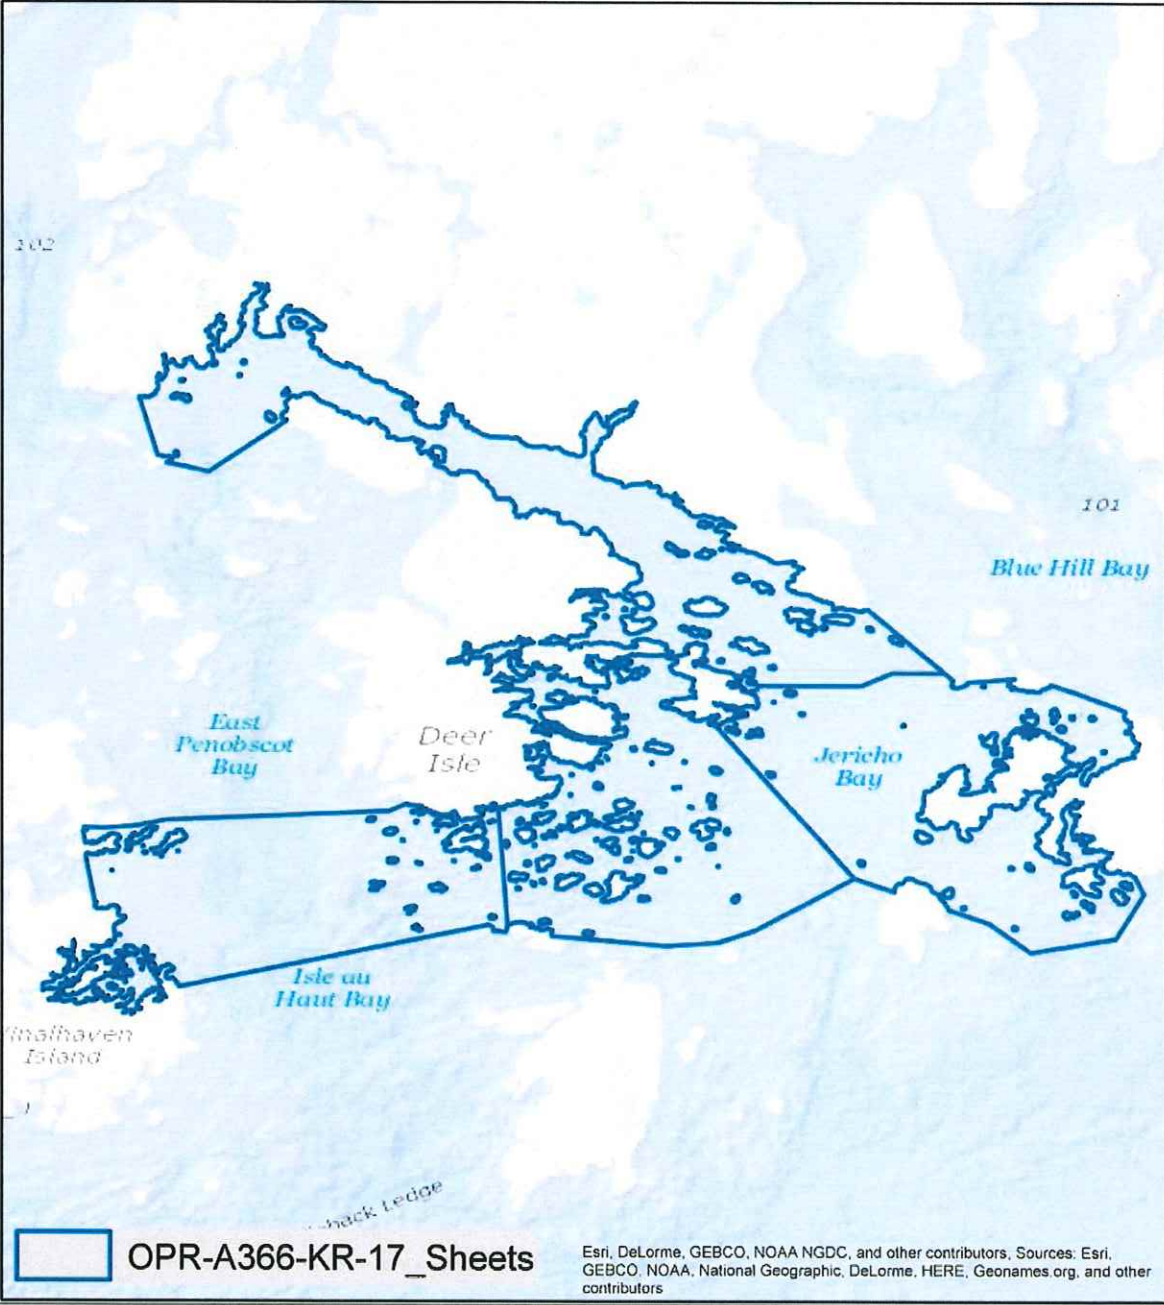 102
101
Blue Hill Bay
East
Penobscot
Bay
Deer
Isle
Jericho
Bay
Isle au
Haut Bay
Island
Ledge
OPR-A366-KR-17_Sheets
Esri, DeLorme, GEBCO, NOAA NGDC, and other contributors, Sources: Esri,
GEBCO, NOAA, National Geographic, DeLorme, HERE, Geonames.org, and other
contributors